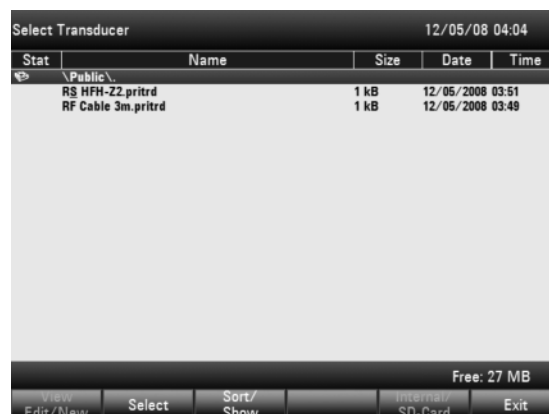 Select Transducer 12/05/08 04:04
Stat Name Size Date Time
\Public\.
RS HFH-Z2.pritrd 1 kB 12/05/2008 03:51
RF Cable 3m.pritrd 1 kB 12/05/2008 03:49
Free: 27 MB
View Edit/New Select Sort/ Show Internal/ SD-Card Exit